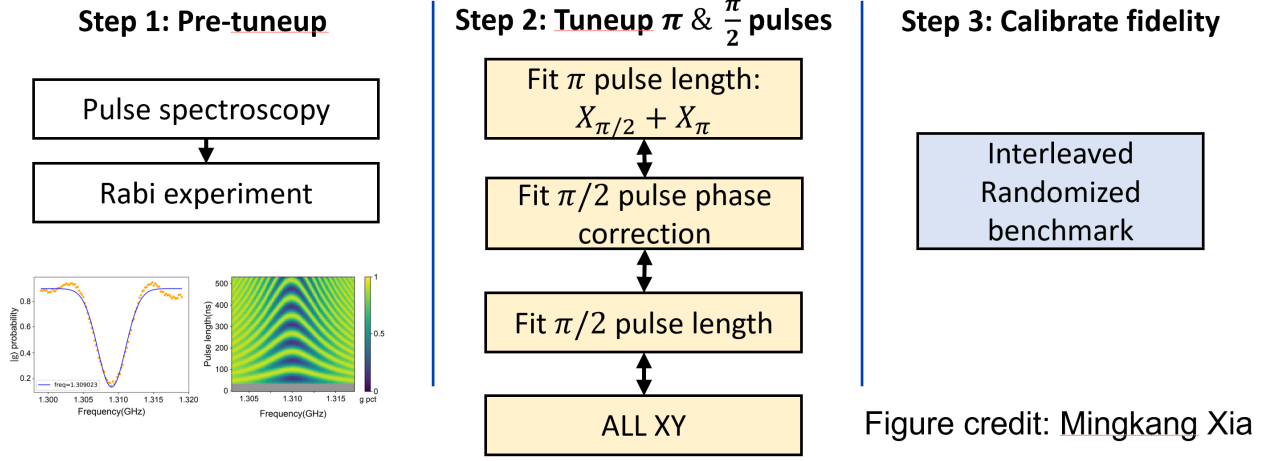 Step 1: Pre-tuneup
Pulse spectroscopy
Rabi experiment
|g⟩ probability
0.8
0.6
0.4
0.2
freq=1.309023
1.300
1.305
1.310
1.315
1.320
Frequency(GHz)
Pulse length(ns)
500
400
300
200
100
0
1.305
1.310
1.315
Frequency(GHz)
1
0.5
0
g pct
Step 2: Tuneup π & π/2 pulses
Fit π pulse length:
X_{π/2} + X_π
Fit π/2 pulse phase
correction
Fit π/2 pulse length
ALL XY
Step 3: Calibrate fidelity
Interleaved
Randomized
benchmark
Figure credit: Mingkang Xia